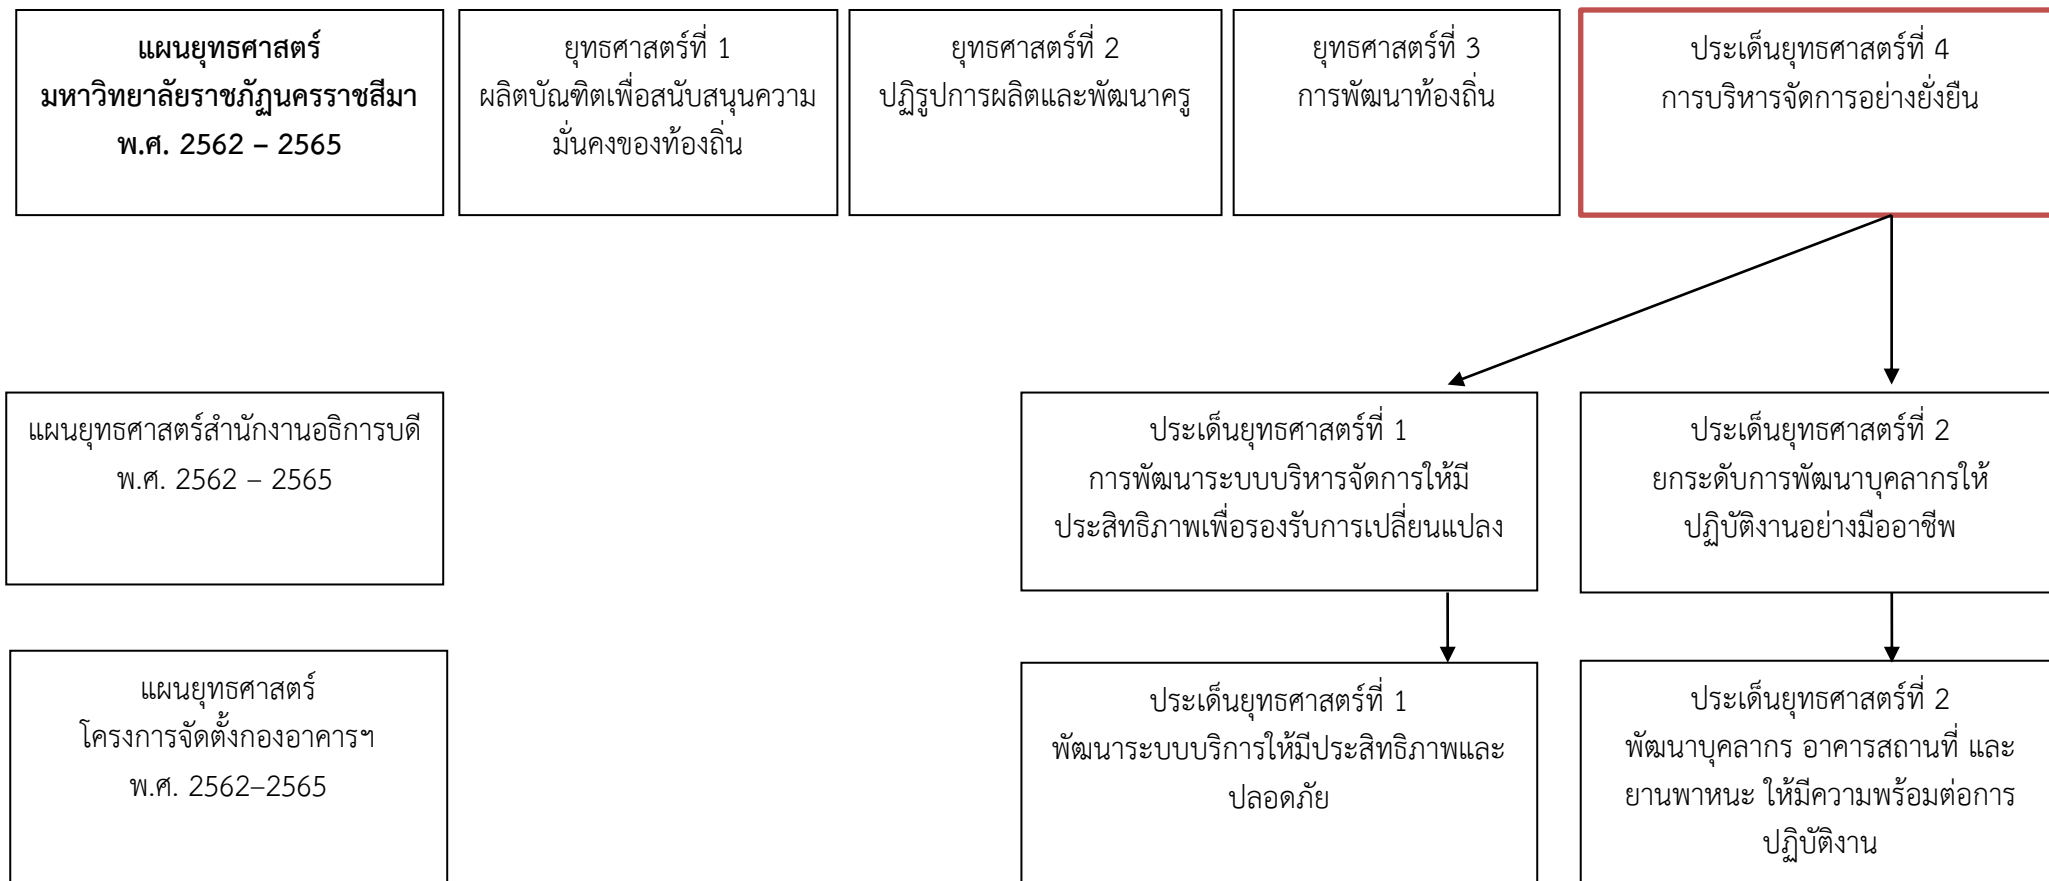 แผนยุทธศาสตร์
มหาวิทยาลัยราชภัฏนครราชสีมา
พ.ศ. 2562 – 2565
ยุทธศาสตร์ที่ 1
ผลิตบัณฑิตเพื่อสนับสนุนความ
มั่นคงของท้องถิ่น
ยุทธศาสตร์ที่ 2
ปฏิรูปการผลิตและพัฒนาครู
ยุทธศาสตร์ที่ 3
การพัฒนาท้องถิ่น
ประเด็นยุทธศาสตร์ที่ 4
การบริหารจัดการอย่างยั่งยืน
แผนยุทธศาสตร์สำนักงานอธิการบดี
พ.ศ. 2562 – 2565
ประเด็นยุทธศาสตร์ที่ 1
การพัฒนาระบบบริหารจัดการให้มี
ประสิทธิภาพเพื่อรองรับการเปลี่ยนแปลง
ประเด็นยุทธศาสตร์ที่ 2
ยกระดับการพัฒนาบุคลากรให้
ปฏิบัติงานอย่างมืออาชีพ
แผนยุทธศาสตร์
โครงการจัดตั้งกองอาคารฯ
พ.ศ. 2562–2565
ประเด็นยุทธศาสตร์ที่ 1
พัฒนาระบบบริการให้มีประสิทธิภาพและ
ปลอดภัย
ประเด็นยุทธศาสตร์ที่ 2
พัฒนาบุคลากร อาคารสถานที่ และ
ยานพาหนะ ให้มีความพร้อมต่อการ
ปฏิบัติงาน